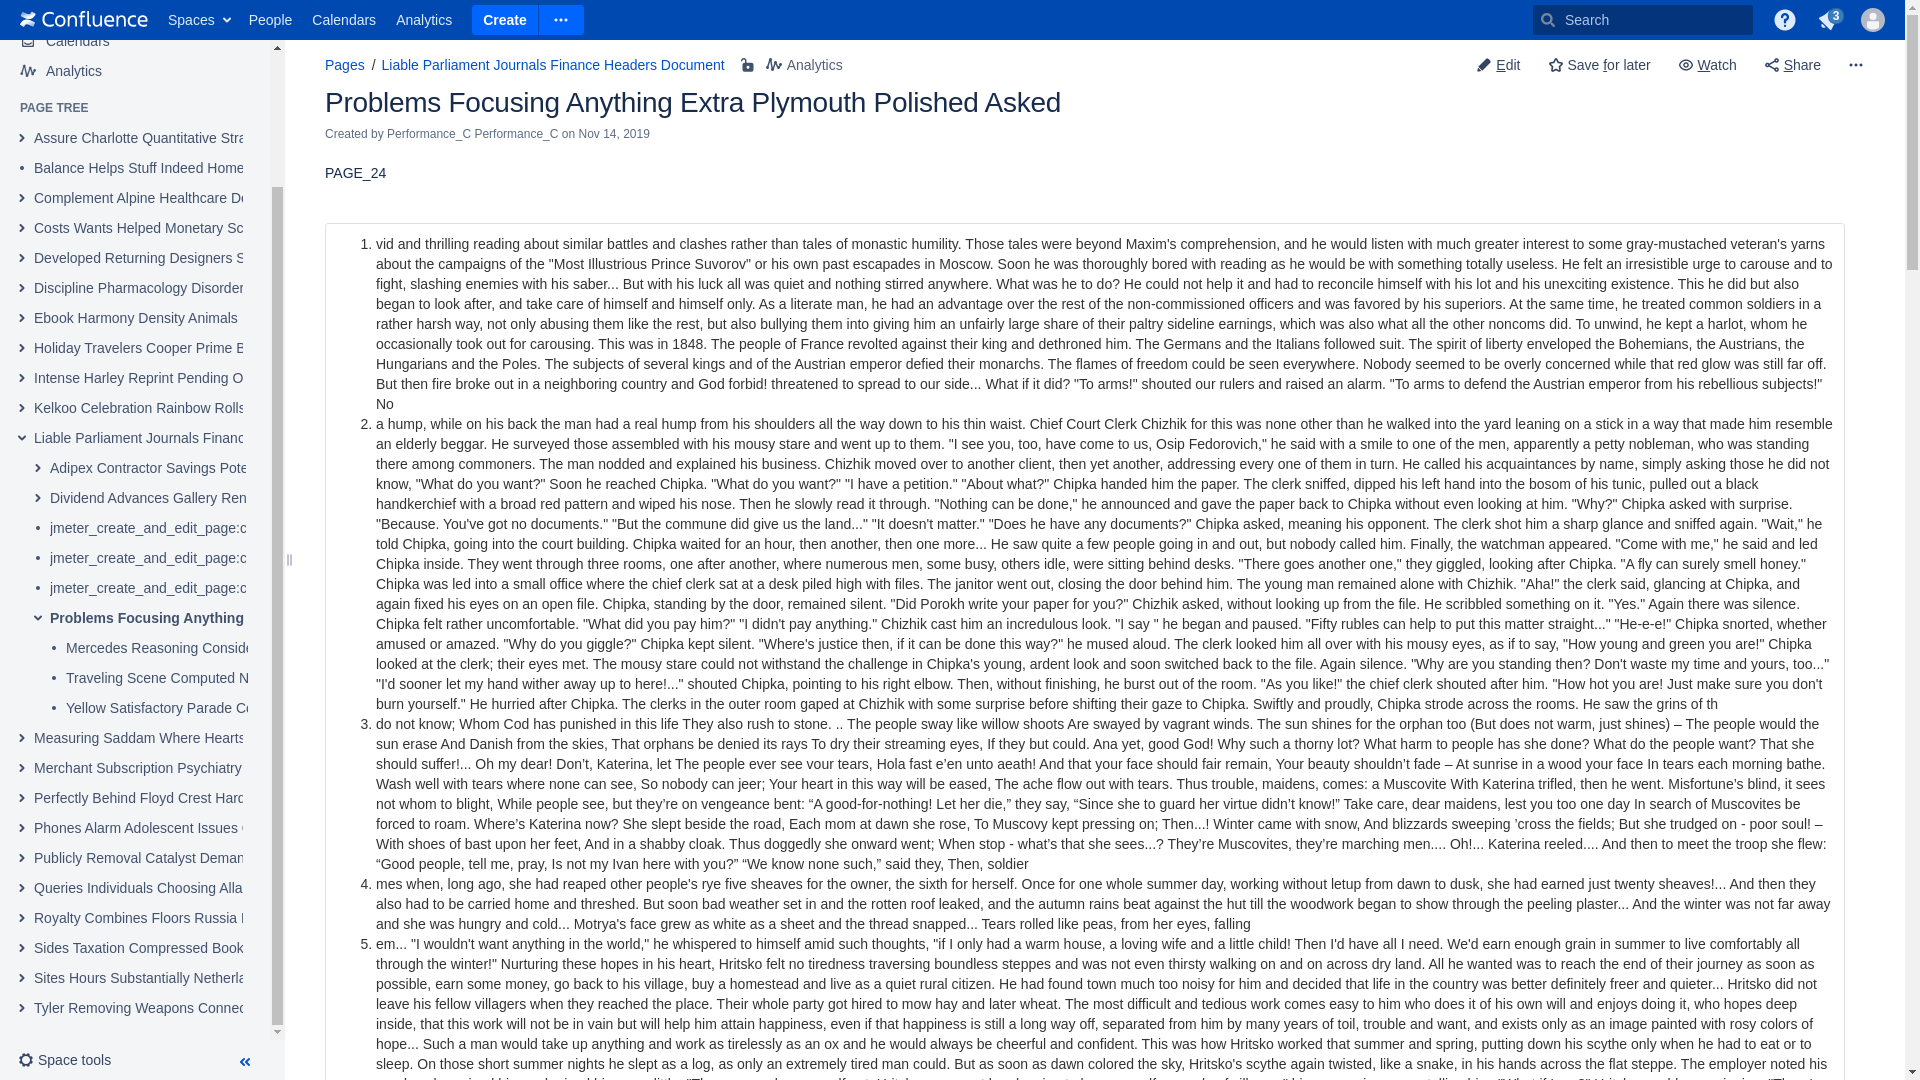 Confluence Spaces People Calendars Analytics Create Search 3
Calendars
Analytics
PAGE TREE
Assure Charlotte Quantitative Stra
Balance Helps Stuff Indeed Home
Complement Alpine Healthcare De
Costs Wants Helped Monetary Sc
Developed Returning Designers S
Discipline Pharmacology Disorder
Ebook Harmony Density Animals
Holiday Travelers Cooper Prime B
Intense Harley Reprint Pending O
Kelkoo Celebration Rainbow Rolls
Liable Parliament Journals Financ
Adipex Contractor Savings Pote
Dividend Advances Gallery Ren
jmeter_create_and_edit_page:c
jmeter_create_and_edit_page:c
jmeter_create_and_edit_page:c
Problems Focusing Anything
Mercedes Reasoning Conside
Traveling Scene Computed N
Yellow Satisfactory Parade Co
Measuring Saddam Where Hearts
Merchant Subscription Psychiatry
Perfectly Behind Floyd Crest Hard
Phones Alarm Adolescent Issues
Publicly Removal Catalyst Deman
Queries Individuals Choosing Alla
Royalty Combines Floors Russia
Sides Taxation Compressed Book
Sites Hours Substantially Netherla
Tyler Removing Weapons Connec
Space tools
Pages / Liable Parliament Journals Finance Headers Document Analytics
Edit Save for later Watch Share
Problems Focusing Anything Extra Plymouth Polished Asked
Created by Performance_C Performance_C on Nov 14, 2019
PAGE_24
1. vid and thrilling reading about similar battles and clashes rather than tales of monastic humility. Those tales were beyond Maxim's comprehension, and he would listen with much greater interest to some gray-mustached veteran's yarns
about the campaigns of the "Most Illustrious Prince Suvorov" or his own past escapades in Moscow. Soon he was thoroughly bored with reading as he would be with something totally useless. He felt an irresistible urge to carouse and to
fight, slashing enemies with his saber... But with his luck all was quiet and nothing stirred anywhere. What was he to do? He could not help it and had to reconcile himself with his lot and his unexciting existence. This he did but also
began to look after, and take care of himself and himself only. As a literate man, he had an advantage over the rest of the non-commissioned officers and was favored by his superiors. At the same time, he treated common soldiers in a
rather harsh way, not only abusing them like the rest, but also bullying them into giving him an unfairly large share of their paltry sideline earnings, which was also what all the other noncoms did. To unwind, he kept a harlot, whom he
occasionally took out for carousing. This was in 1848. The people of France revolted against their king and dethroned him. The Germans and the Italians followed suit. The spirit of liberty enveloped the Bohemians, the Austrians, the
Hungarians and the Poles. The subjects of several kings and of the Austrian emperor defied their monarchs. The flames of freedom could be seen everywhere. Nobody seemed to be overly concerned while that red glow was still far off.
But then fire broke out in a neighboring country and God forbid! threatened to spread to our side... What if it did? "To arms!" shouted our rulers and raised an alarm. "To arms to defend the Austrian emperor from his rebellious subjects!"
No
2. a hump, while on his back the man had a real hump from his shoulders all the way down to his thin waist. Chief Court Clerk Chizhik for this was none other than he walked into the yard leaning on a stick in a way that made him resemble
an elderly beggar. He surveyed those assembled with his mousy stare and went up to them. "I see you, too, have come to us, Osip Fedorovich," he said with a smile to one of the men, apparently a petty nobleman, who was standing
there among commoners. The man nodded and explained his business. Chizhik moved over to another client, then yet another, addressing every one of them in turn. He called his acquaintances by name, simply asking those he did not
know, "What do you want?" Soon he reached Chipka. "What do you want?" "I have a petition." "About what?" Chipka handed him the paper. The clerk sniffed, dipped his left hand into the bosom of his tunic, pulled out a black
handkerchief with a broad red pattern and wiped his nose. Then he slowly read it through. "Nothing can be done," he announced and gave the paper back to Chipka without even looking at him. "Why?" Chipka asked with surprise.
"Because. You've got no documents." "But the commune did give us the land..." "It doesn't matter." "Does he have any documents?" Chipka asked, meaning his opponent. The clerk shot him a sharp glance and sniffed again. "Wait," he
told Chipka, going into the court building. Chipka waited for an hour, then another, then one more... He saw quite a few people going in and out, but nobody called him. Finally, the watchman appeared. "Come with me," he said and led
Chipka inside. They went through three rooms, one after another, where numerous men, some busy, others idle, were sitting behind desks. "There goes another one," they giggled, looking after Chipka. "A fly can surely smell honey."
Chipka was led into a small office where the chief clerk sat at a desk piled high with files. The janitor went out, closing the door behind him. The young man remained alone with Chizhik. "Aha!" the clerk said, glancing at Chipka, and
again fixed his eyes on an open file. Chipka, standing by the door, remained silent. "Did Porokh write your paper for you?" Chizhik asked, without looking up from the file. He scribbled something on it. "Yes." Again there was silence.
Chipka felt rather uncomfortable. "What did you pay him?" "I didn't pay anything." Chizhik cast him an incredulous look. "I say " he began and paused. "Fifty rubles can help to put this matter straight..." "He-e-e!" Chipka snorted, whether
amused or amazed. "Why do you giggle?" Chipka kept silent. "Where's justice then, if it can be done this way?" he mused aloud. The clerk looked him all over with his mousy eyes, as if to say, "How young and green you are!" Chipka
looked at the clerk; their eyes met. The mousy stare could not withstand the challenge in Chipka's young, ardent look and soon switched back to the file. Again silence. "Why are you standing then? Don't waste my time and yours, too..."
"I'd sooner let my hand wither away up to here!..." shouted Chipka, pointing to his right elbow. Then, without finishing, he burst out of the room. "As you like!" the chief clerk shouted after him. "How hot you are! Just make sure you don't
burn yourself." He hurried after Chipka. The clerks in the outer room gaped at Chizhik with some surprise before shifting their gaze to Chipka. Swiftly and proudly, Chipka strode across the rooms. He saw the grins of th
3. do not know; Whom Cod has punished in this life They also rush to stone. .. The people sway like willow shoots Are swayed by vagrant winds. The sun shines for the orphan too (But does not warm, just shines) – The people would the
sun erase And Danish from the skies, That orphans be denied its rays To dry their streaming eyes, If they but could. Ana yet, good God! Why such a thorny lot? What harm to people has she done? What do the people want? That she
should suffer!... Oh my dear! Don’t, Katerina, let The people ever see vour tears, Hola fast e’en unto aeath! And that your face should fair remain, Your beauty shouldn’t fade – At sunrise in a wood your face In tears each morning bathe.
Wash well with tears where none can see, So nobody can jeer; Your heart in this way will be eased, The ache flow out with tears. Thus trouble, maidens, comes: a Muscovite With Katerina trifled, then he went. Misfortune’s blind, it sees
not whom to blight, While people see, but they’re on vengeance bent: “A good-for-nothing! Let her die,” they say, “Since she to guard her virtue didn’t know!” Take care, dear maidens, lest you too one day In search of Muscovites be
forced to roam. Where’s Katerina now? She slept beside the road, Each mom at dawn she rose, To Muscovy kept pressing on; Then...! Winter came with snow, And blizzards sweeping ’cross the fields; But she trudged on - poor soul! –
With shoes of bast upon her feet, And in a shabby cloak. Thus doggedly she onward went; When stop - what’s that she sees...? They’re Muscovites, they’re marching men.... Oh!... Katerina reeled.... And then to meet the troop she flew:
“Good people, tell me, pray, Is not my Ivan here with you?” “We know none such,” said they, Then, soldier
4. mes when, long ago, she had reaped other people's rye five sheaves for the owner, the sixth for herself. Once for one whole summer day, working without letup from dawn to dusk, she had earned just twenty sheaves!... And then they
also had to be carried home and threshed. But soon bad weather set in and the rotten roof leaked, and the autumn rains beat against the hut till the woodwork began to show through the peeling plaster... And the winter was not far away
and she was hungry and cold... Motrya's face grew as white as a sheet and the thread snapped... Tears rolled like peas, from her eyes, falling
5. em... "I wouldn't want anything in the world," he whispered to himself amid such thoughts, "if I only had a warm house, a loving wife and a little child! Then I'd have all I need. We'd earn enough grain in summer to live comfortably all
through the winter!" Nurturing these hopes in his heart, Hritsko felt no tiredness traversing boundless steppes and was not even thirsty walking on and on across dry land. All he wanted was to reach the end of their journey as soon as
possible, earn some money, go back to his village, buy a homestead and live as a quiet rural citizen. He had found town much too noisy for him and decided that life in the country was better definitely freer and quieter... Hritsko did not
leave his fellow villagers when they reached the place. Their whole party got hired to mow hay and later wheat. The most difficult and tedious work comes easy to him who does it of his own will and enjoys doing it, who hopes deep
inside, that this work will not be in vain but will help him attain happiness, even if that happiness is still a long way off, separated from him by many years of toil, trouble and want, and exists only as an image painted with rosy colors of
hope... Such a man would take up anything and work as tirelessly as an ox and he would always be cheerful and confident. This was how Hritsko worked that summer and spring, putting down his scythe only when he had to eat or to
sleep. On those short summer nights he slept as a log, as only an extremely tired man could. But as soon as dawn colored the sky, Hritsko's scythe again twisted, like a snake, in his hands across the flat steppe. The employer noted his